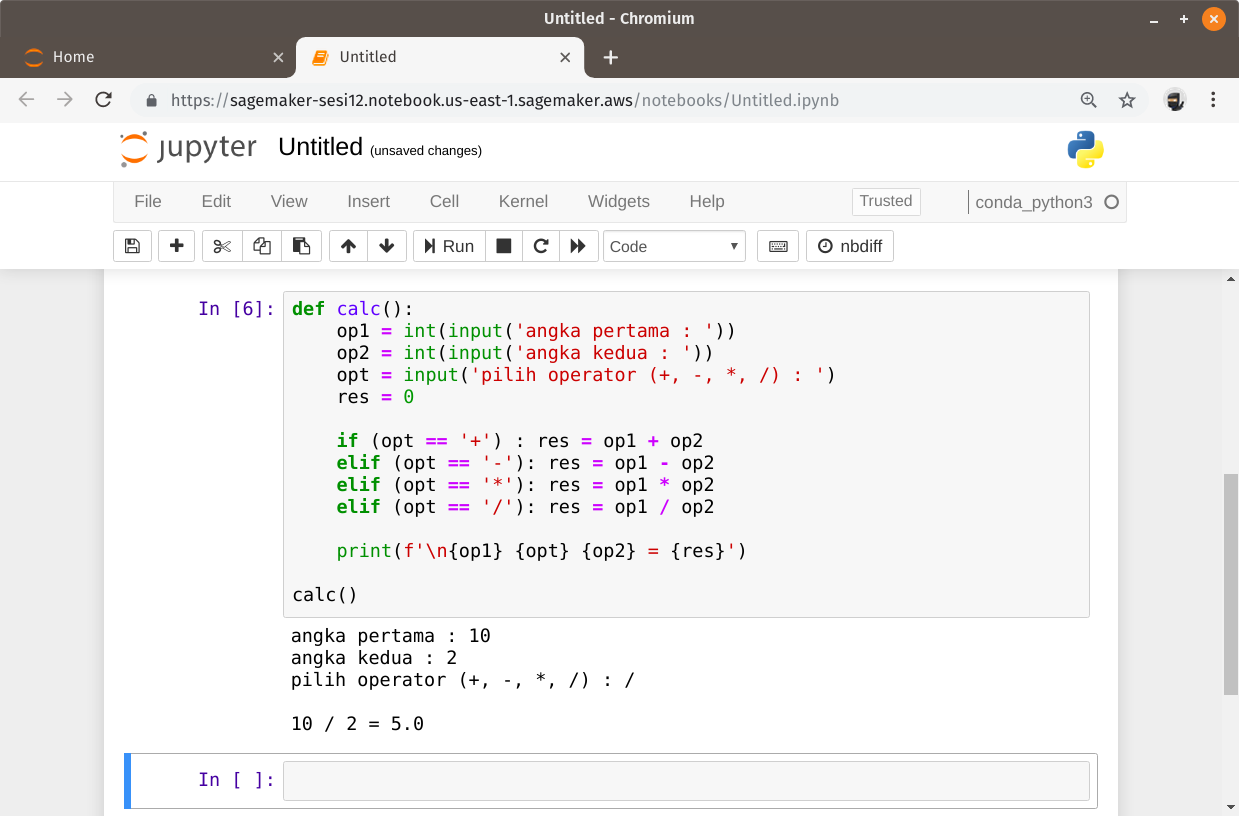 Untitled - Chromium
Home
Untitled
https://sagemaker-sesi12.notebook.us-east-1.sagemaker.aws/notebooks/Untitled.ipynb
jupyter Untitled (unsaved changes)
File Edit View Insert Cell Kernel Widgets Help Trusted conda_python3
Run Code nbdiff
In [6]: def calc():
    op1 = int(input('angka pertama : '))
    op2 = int(input('angka kedua : '))
    opt = input('pilih operator (+, -, *, /) : ')
    res = 0
    if (opt == '+') : res = op1 + op2
    elif (opt == '-'): res = op1 - op2
    elif (opt == '*'): res = op1 * op2
    elif (opt == '/'): res = op1 / op2
    print(f'\n{op1} {opt} {op2} = {res}')
calc()
angka pertama : 10
angka kedua : 2
pilih operator (+, -, *, /) : /
10 / 2 = 5.0
In [ ]: